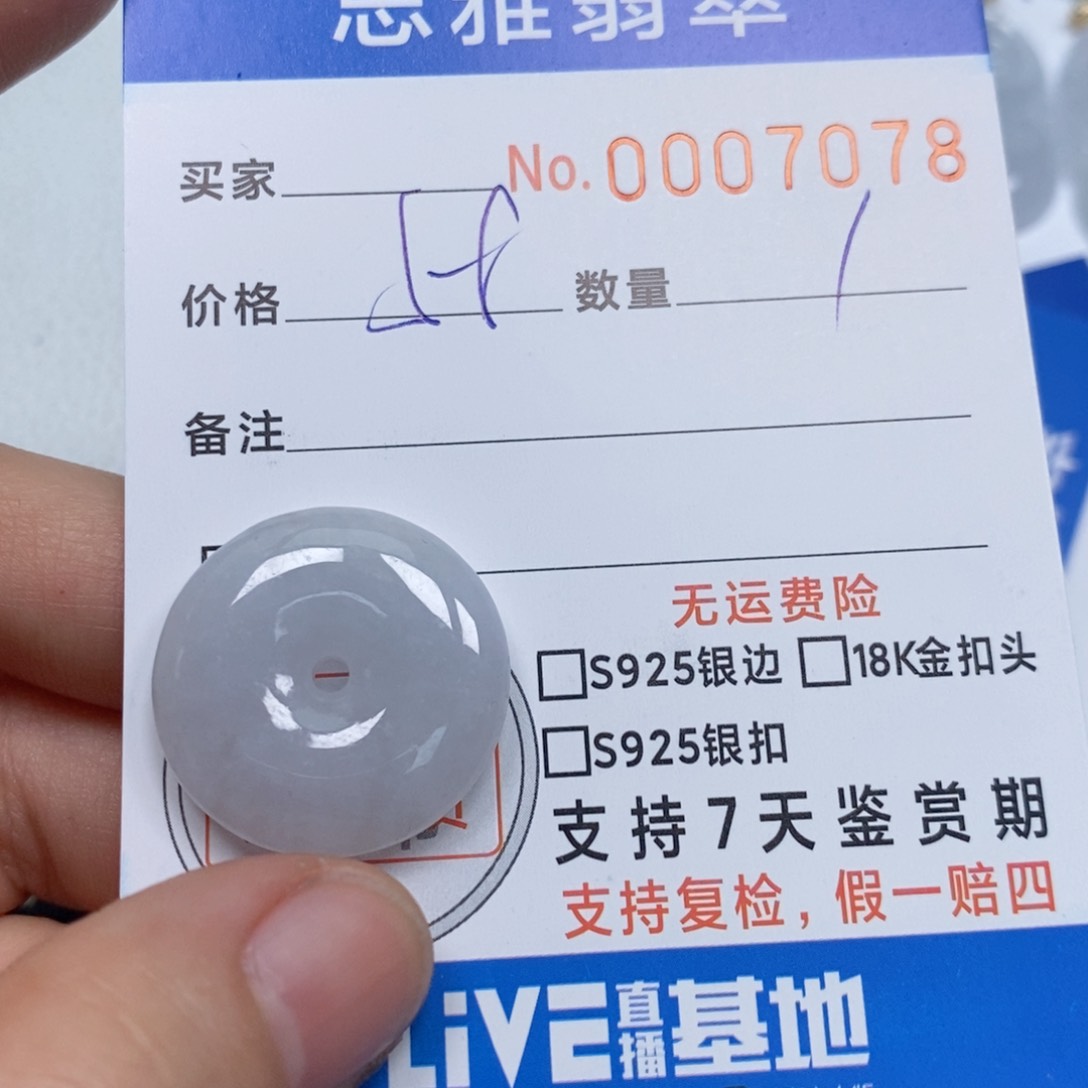 思雅翡翠
No.0007078
买家
价格 数量 1
备注
无运费险
S925银边 18K金扣头
S925银扣
支持7天鉴赏期
支持复检，假一赔四
LiVE直播基地